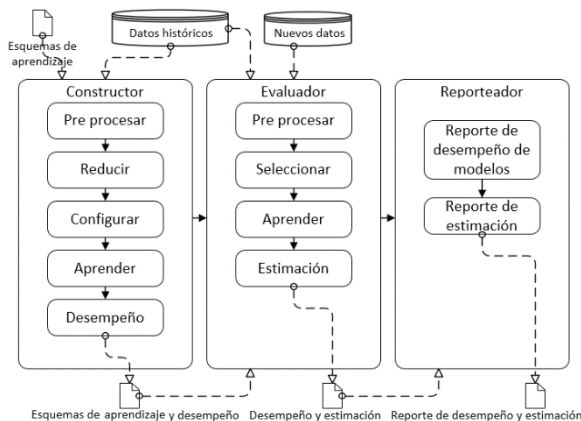 Esquemas de
aprendizaje
Datos históricos
Nuevos datos
Constructor
Pre procesar
Reducir
Configurar
Aprender
Desempeño
Evaluador
Pre procesar
Seleccionar
Aprender
Estimación
Reporteador
Reporte de
desempeño de
modelos
Reporte de
estimación
Esquemas de aprendizaje y desempeño
Desempeño y estimación
Reporte de desempeño y estimación